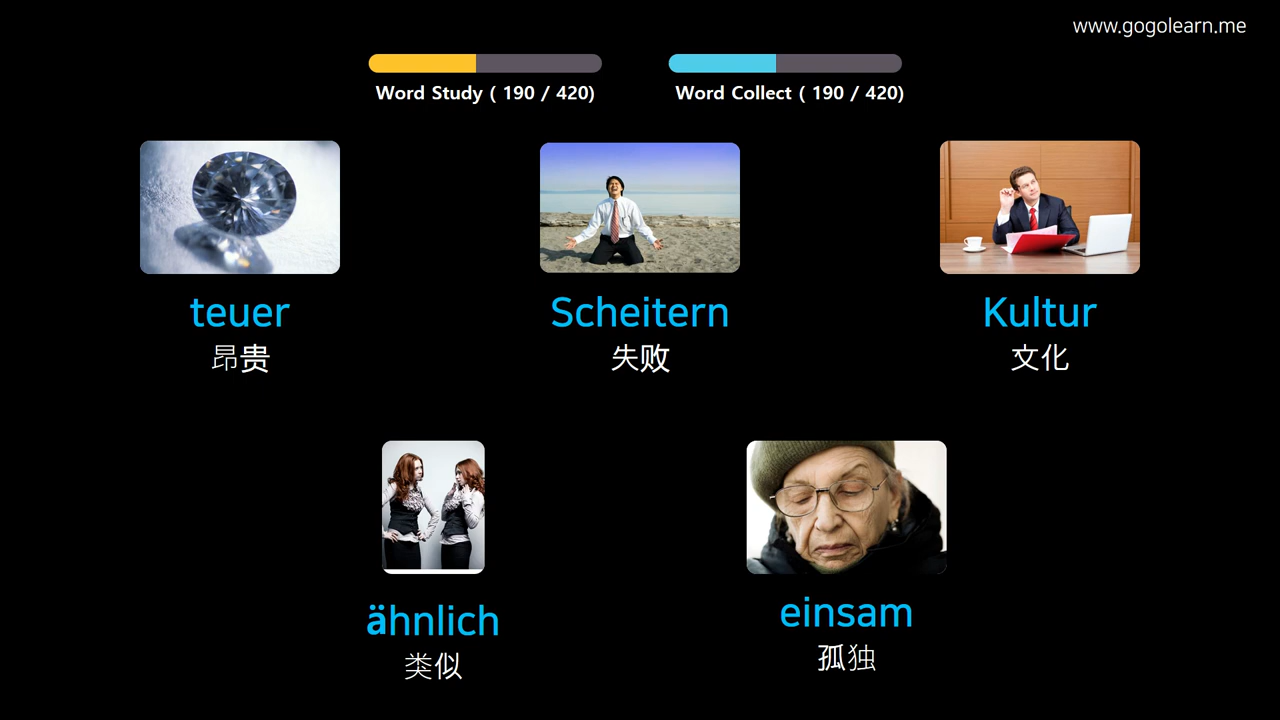 www.gogolearn.me
Word Study ( 190 / 420)
Word Collect ( 190 / 420)
teuer
昂贵
Scheitern
失败
Kultur
文化
ähnlich
类似
einsam
孤独